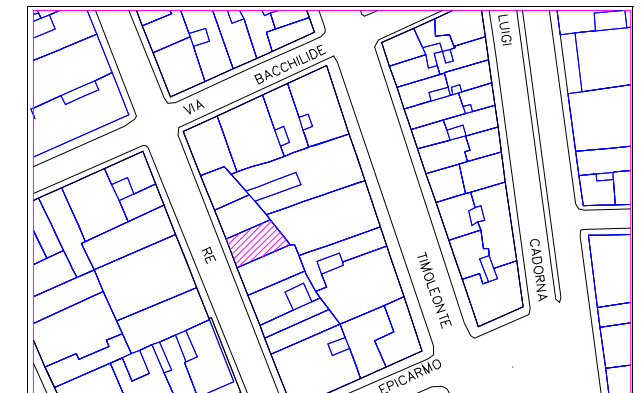 LUIGI
VIA BACCHILIDE
RE
TIMOLEONTE
CADORNA
EPICARMO